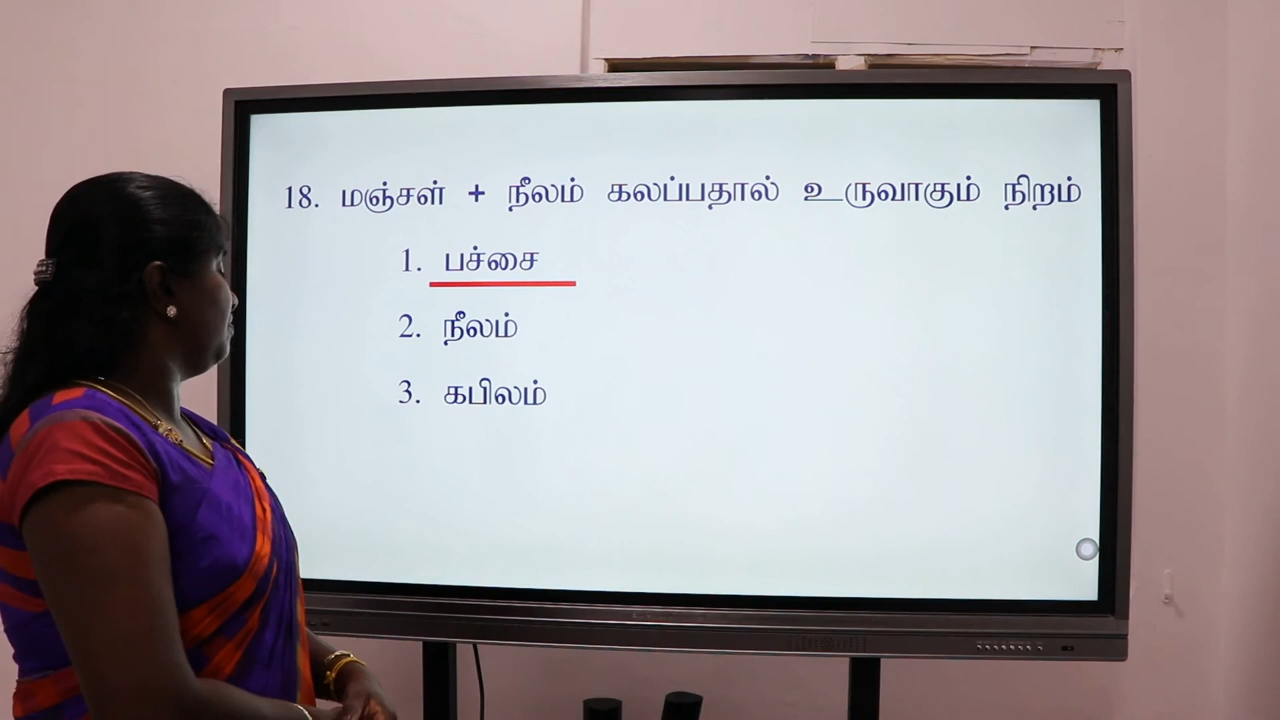 18. மஞ்சள் + நீலம் கலப்பதால் உருவாகும் நிறம்
1. பச்சை
2. நீலம்
3. கபிலம்